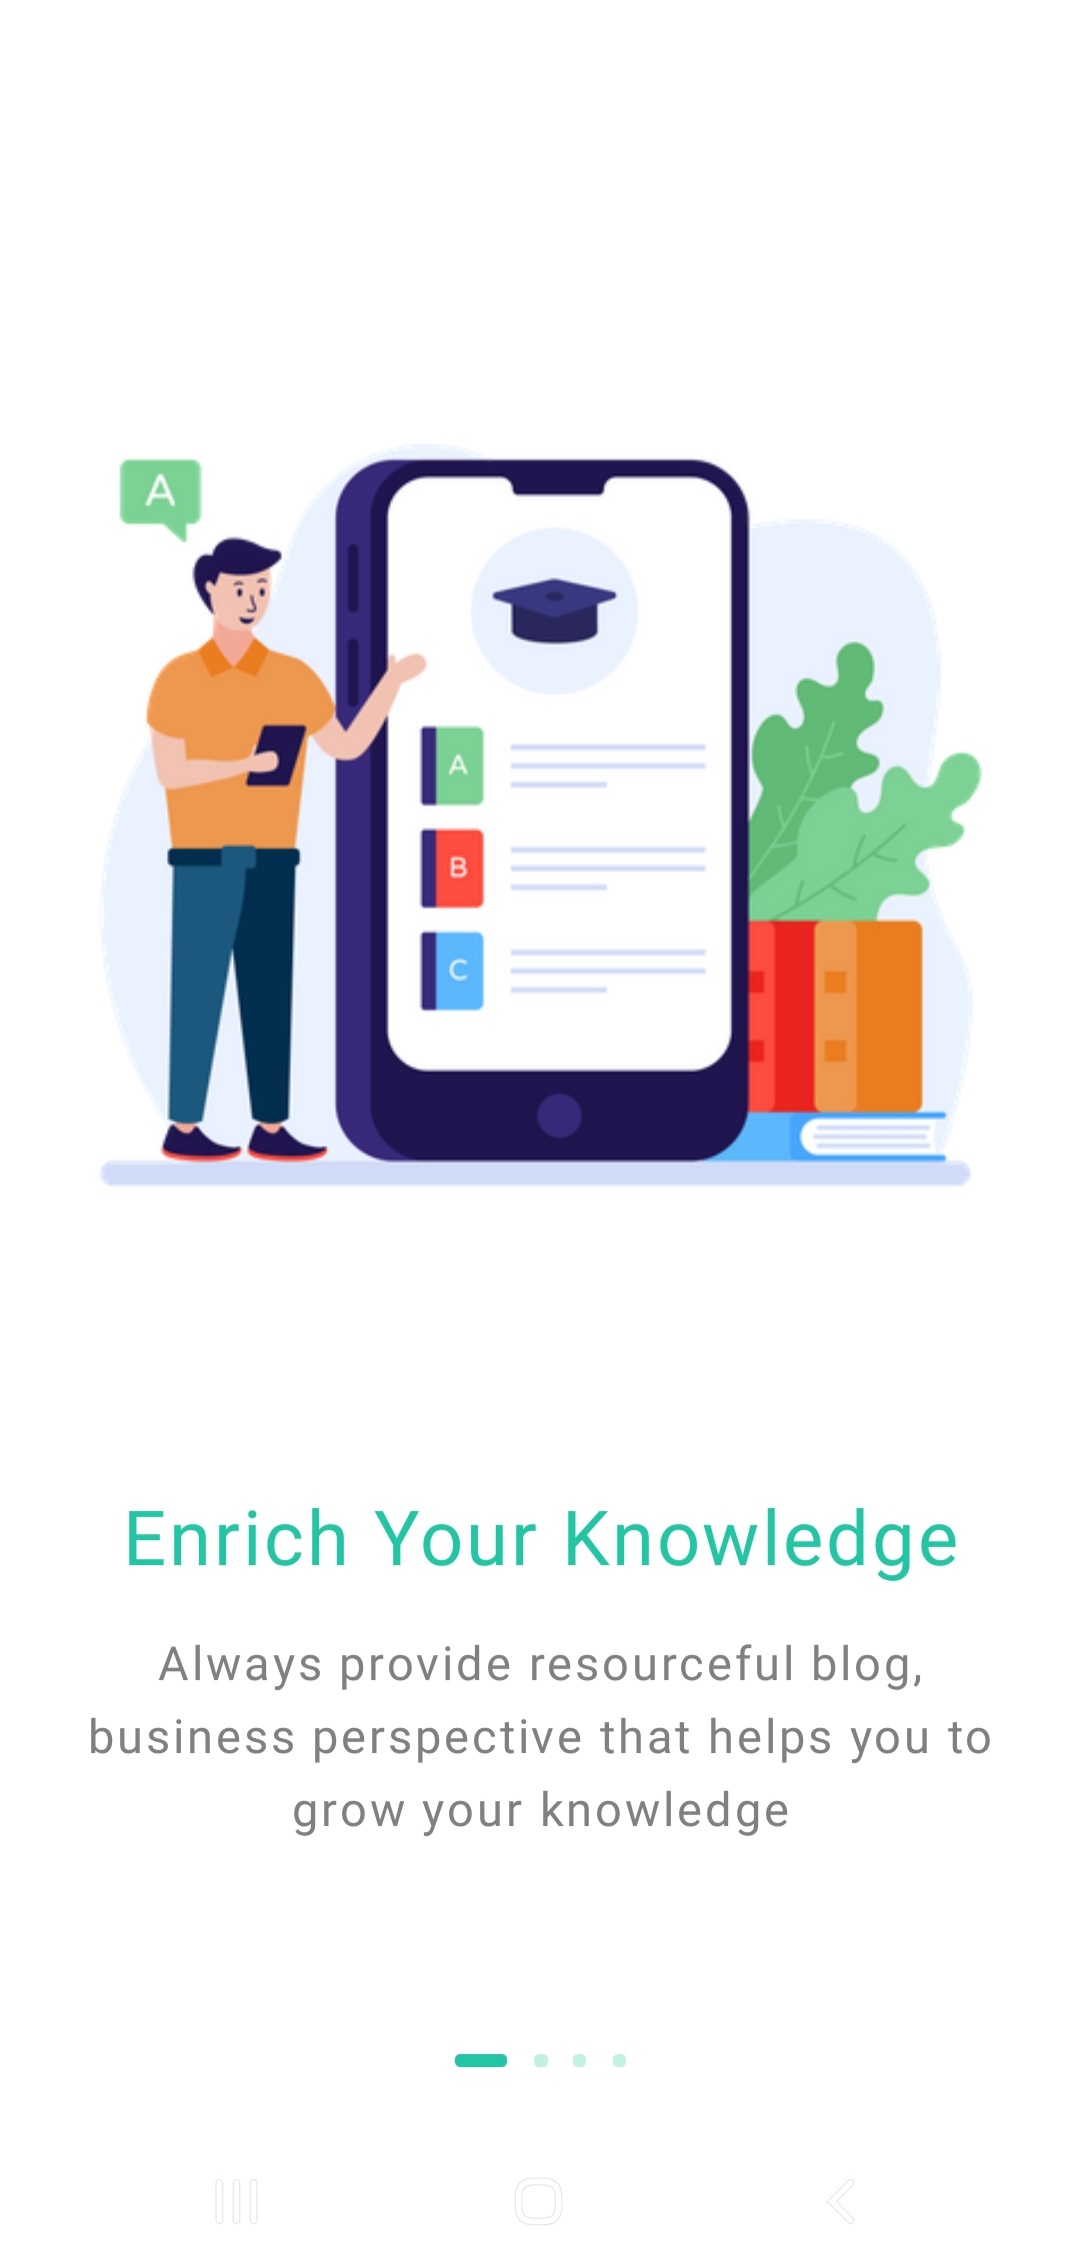 A
A
B
C
Enrich Your Knowledge
Always provide resourceful blog,
business perspective that helps you to
grow your knowledge